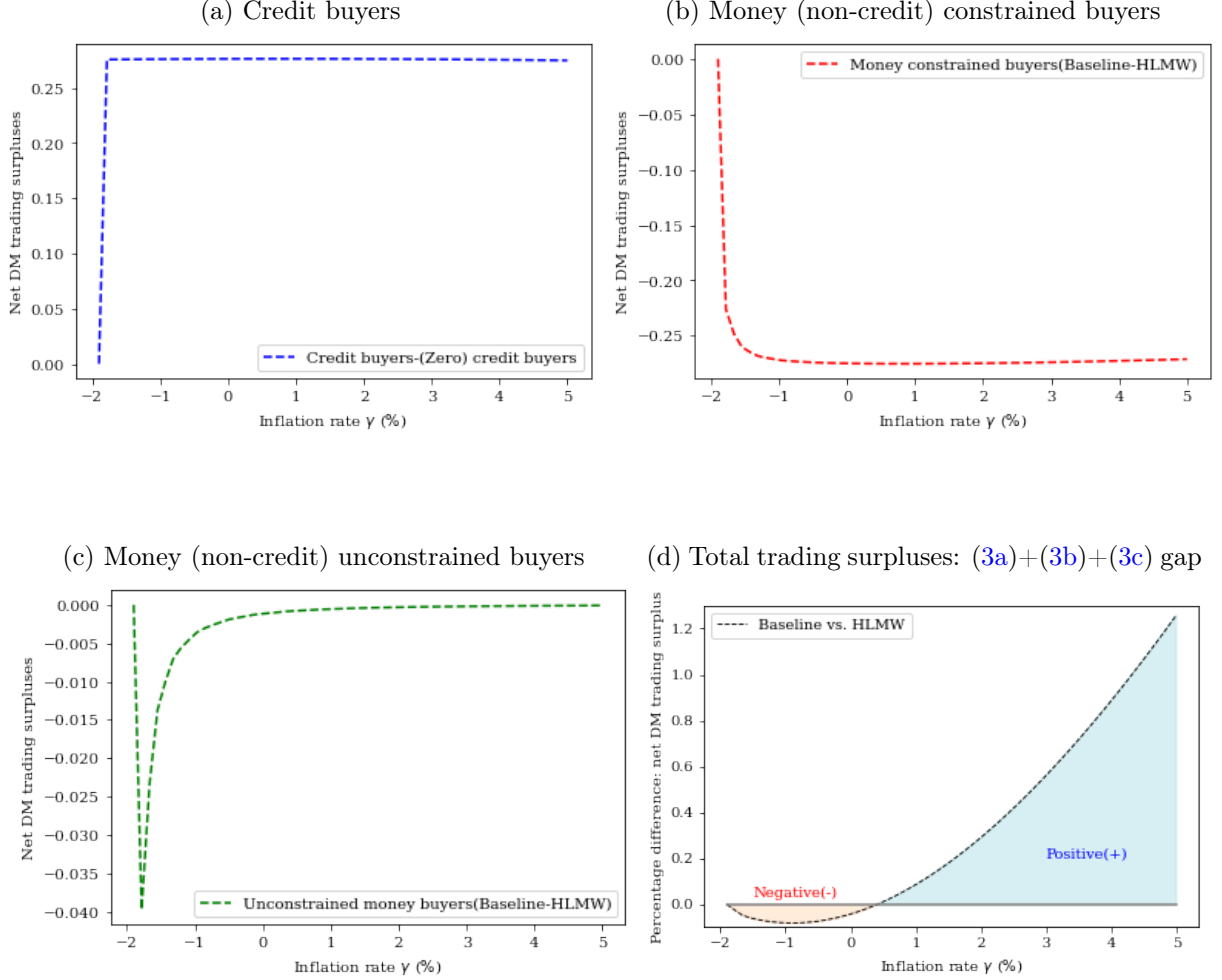 (a) Credit buyers
Net DM trading surpluses
0.25
0.20
0.15
0.10
0.05
0.00
Credit buyers-(Zero) credit buyers
−2 −1 0 1 2 3 4 5
Inflation rate γ (%)
(b) Money (non-credit) constrained buyers
Net DM trading surpluses
0.00
−0.05
−0.10
−0.15
−0.20
−0.25
Money constrained buyers(Baseline-HLMW)
−2 −1 0 1 2 3 4 5
Inflation rate γ (%)
(c) Money (non-credit) unconstrained buyers
Net DM trading surpluses
0.000
−0.005
−0.010
−0.015
−0.020
−0.025
−0.030
−0.035
−0.040
Unconstrained money buyers(Baseline-HLMW)
−2 −1 0 1 2 3 4 5
Inflation rate γ (%)
(d) Total trading surpluses: (3a)+(3b)+(3c) gap
Percentage difference: net DM trading surplus
1.2
1.0
0.8
0.6
0.4
0.2
0.0
Baseline vs. HLMW
Positive(+)
Negative(-)
−2 −1 0 1 2 3 4 5
Inflation rate γ (%)